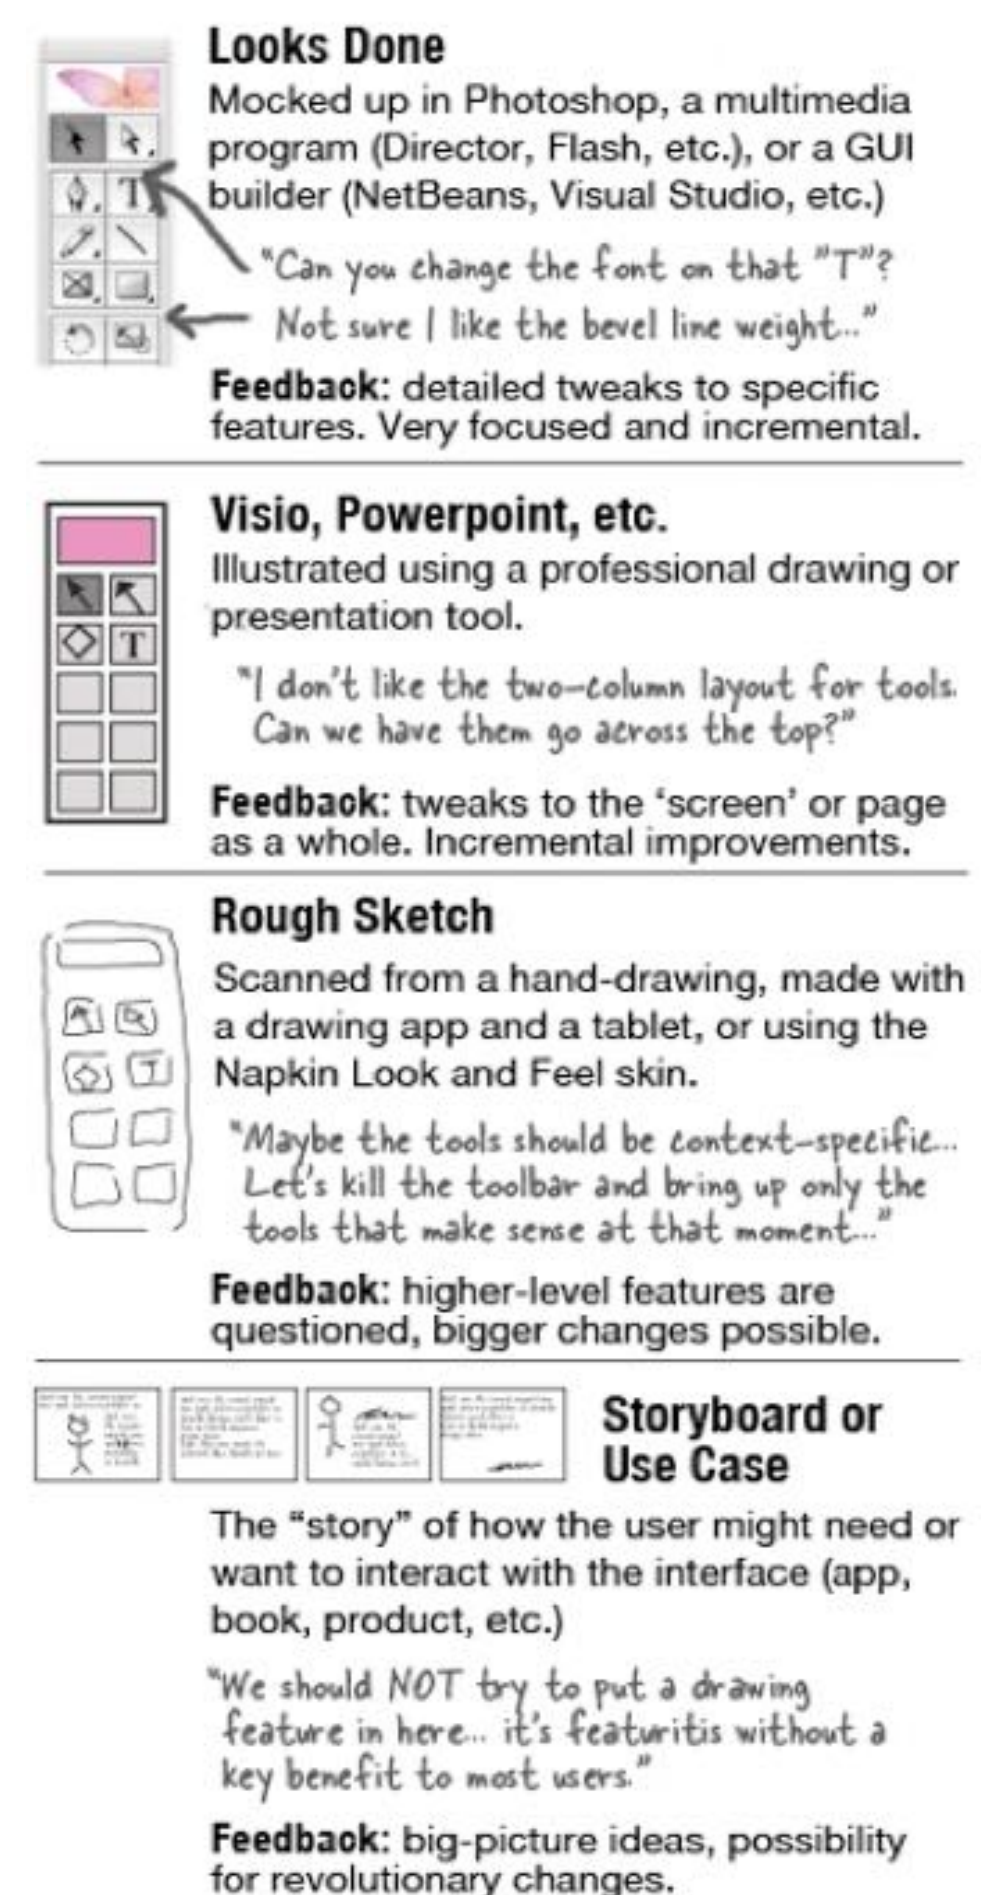 Looks Done
Mocked up in Photoshop, a multimedia
program (Director, Flash, etc.), or a GUI
builder (NetBeans, Visual Studio, etc.)
T
"Can you change the font on that "T"?
Not sure I like the bevel line weight..."
Feedback: detailed tweaks to specific
features. Very focused and incremental.
Visio, Powerpoint, etc.
Illustrated using a professional drawing or
presentation tool.
T
"I don't like the two-column layout for tools.
Can we have them go across the top?"
Feedback: tweaks to the 'screen' or page
as a whole. Incremental improvements.
Rough Sketch
Scanned from a hand-drawing, made with
a drawing app and a tablet, or using the
Napkin Look and Feel skin.
T
"Maybe the tools should be context-specific...
Let's kill the toolbar and bring up only the
tools that make sense at that moment..."
Feedback: higher-level features are
questioned, bigger changes possible.
Storyboard or
Use Case
The “story” of how the user might need or
want to interact with the interface (app,
book, product, etc.)
"We should NOT try to put a drawing
feature in here... it's featuritis without a
key benefit to most users."
Feedback: big-picture ideas, possibility
for revolutionary changes.